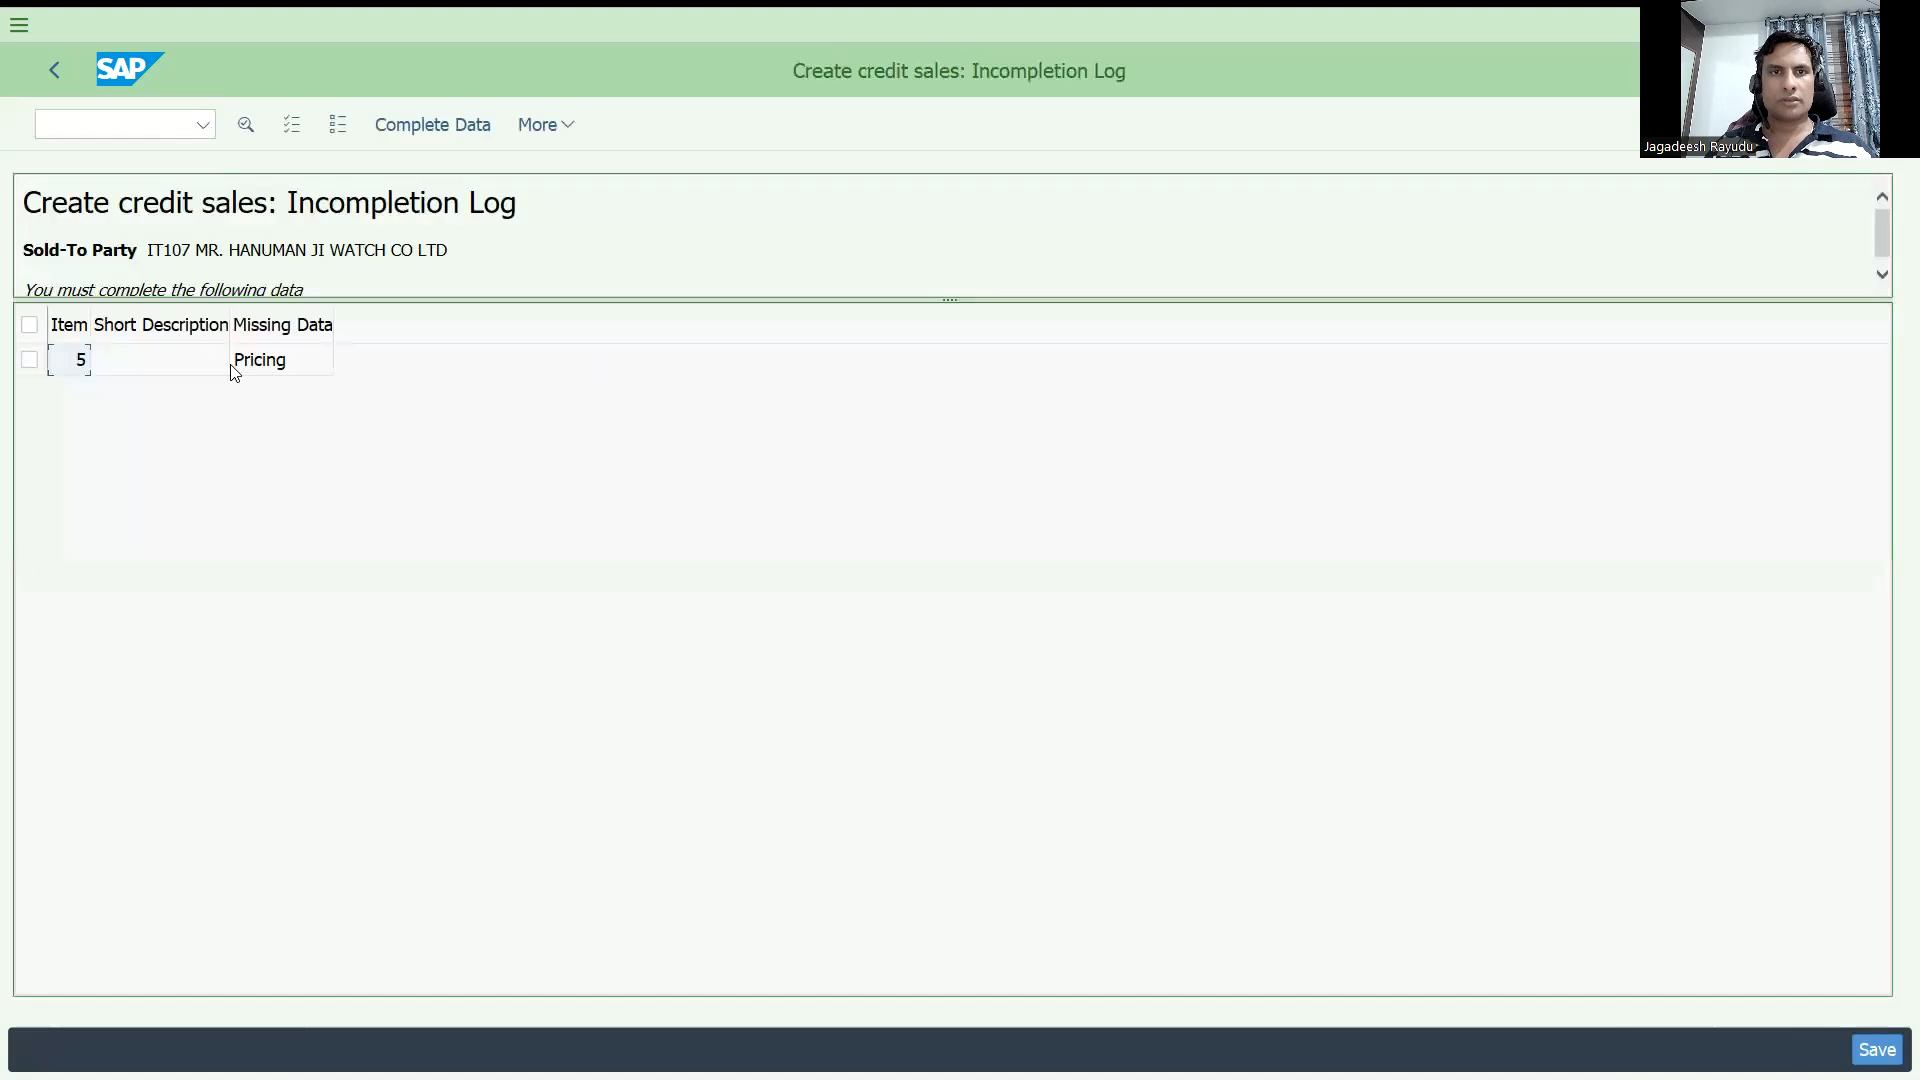 SAP
Create credit sales: Incompletion Log
Complete Data
More
Jagadeesh Rayudu
Create credit sales: Incompletion Log
Sold-To Party IT107 MR. HANUMAN JI WATCH CO LTD
You must complete the following data
Item Short Description Missing Data
5 Pricing
Save